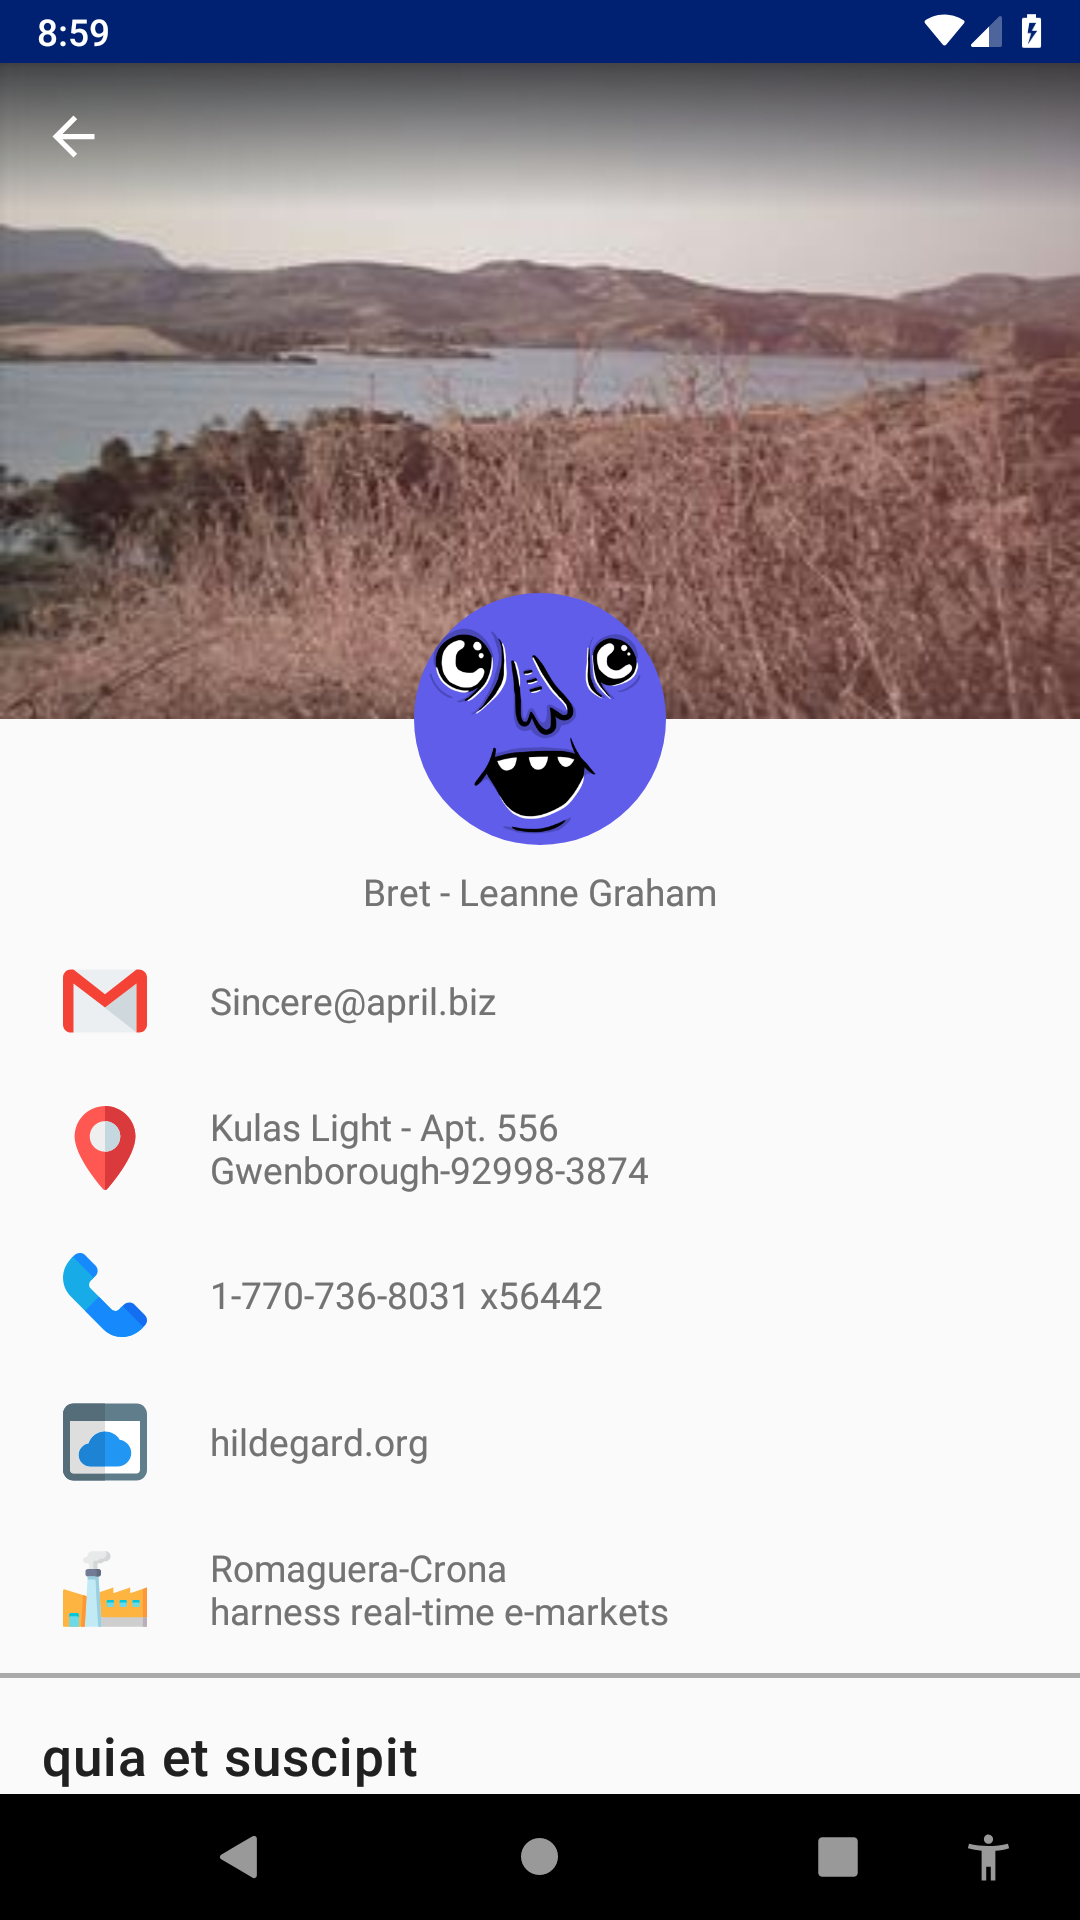 8:59
Bret - Leanne Graham
Sincere@april.biz
Kulas Light - Apt. 556
Gwenborough-92998-3874
1-770-736-8031 x56442
hildegard.org
Romaguera-Crona
harness real-time e-markets
quia et suscipit